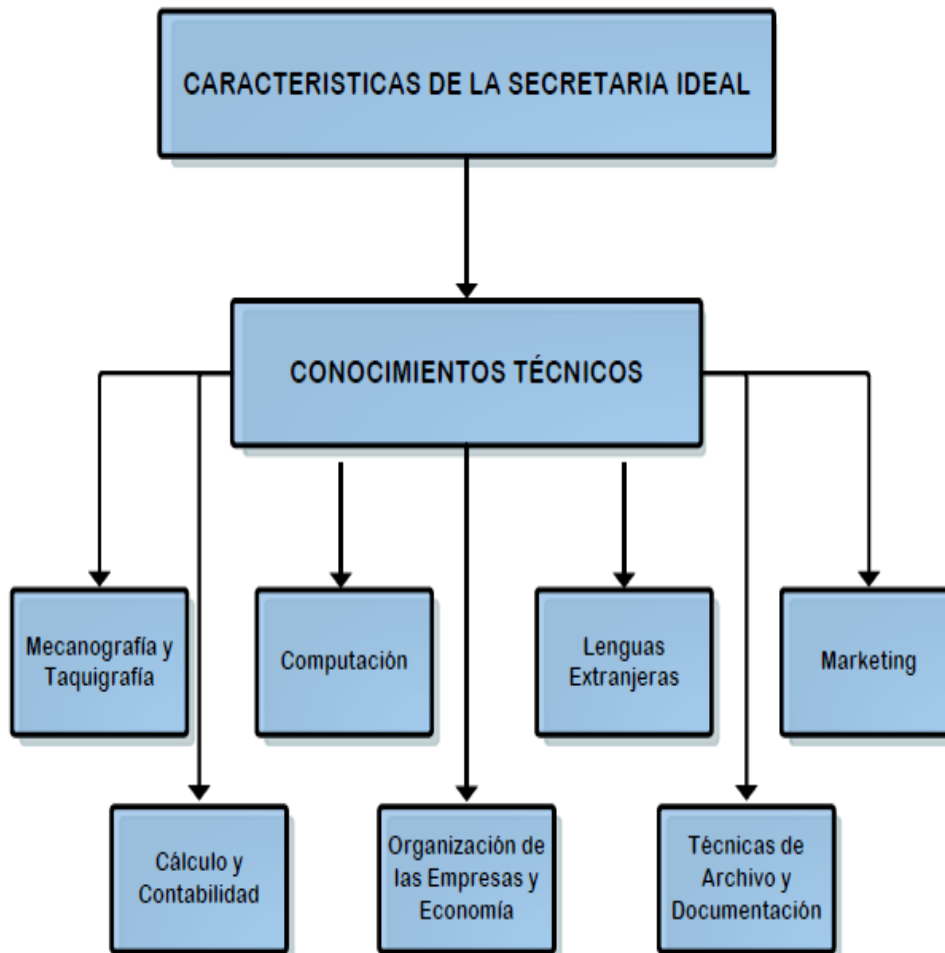 CARACTERISTICAS DE LA SECRETARIA IDEAL
CONOCIMIENTOS TÉCNICOS
Mecanografía y
Taquigrafía
Computación
Lenguas
Extranjeras
Marketing
Cálculo y
Contabilidad
Organización de
las Empresas y
Economía
Técnicas de
Archivo y
Documentación